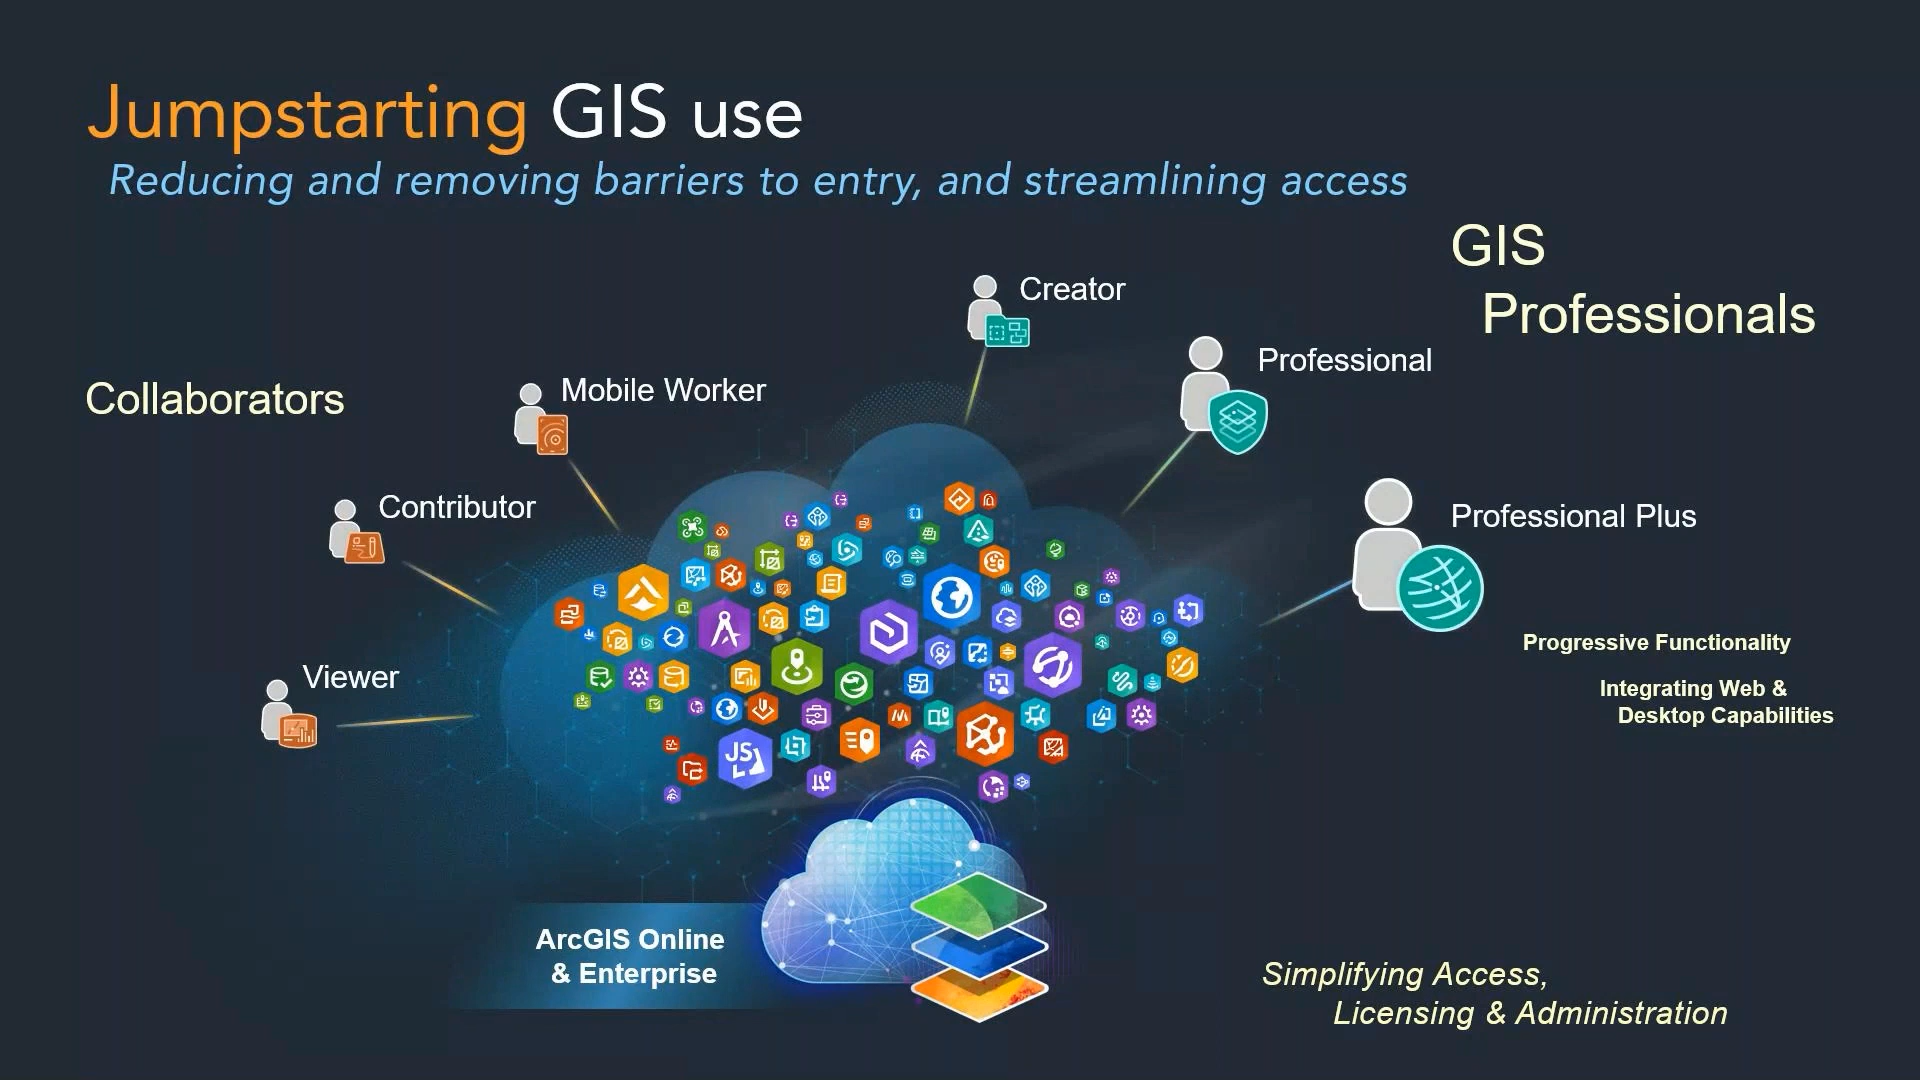 Jumpstarting GIS use
Reducing and removing barriers to entry, and streamlining access
GIS
Professionals
Creator
Professional
Mobile Worker
Collaborators
Contributor
Professional Plus
Viewer
Progressive Functionality
Integrating Web &
Desktop Capabilities
JS
ArcGIS Online
& Enterprise
Simplifying Access,
Licensing & Administration